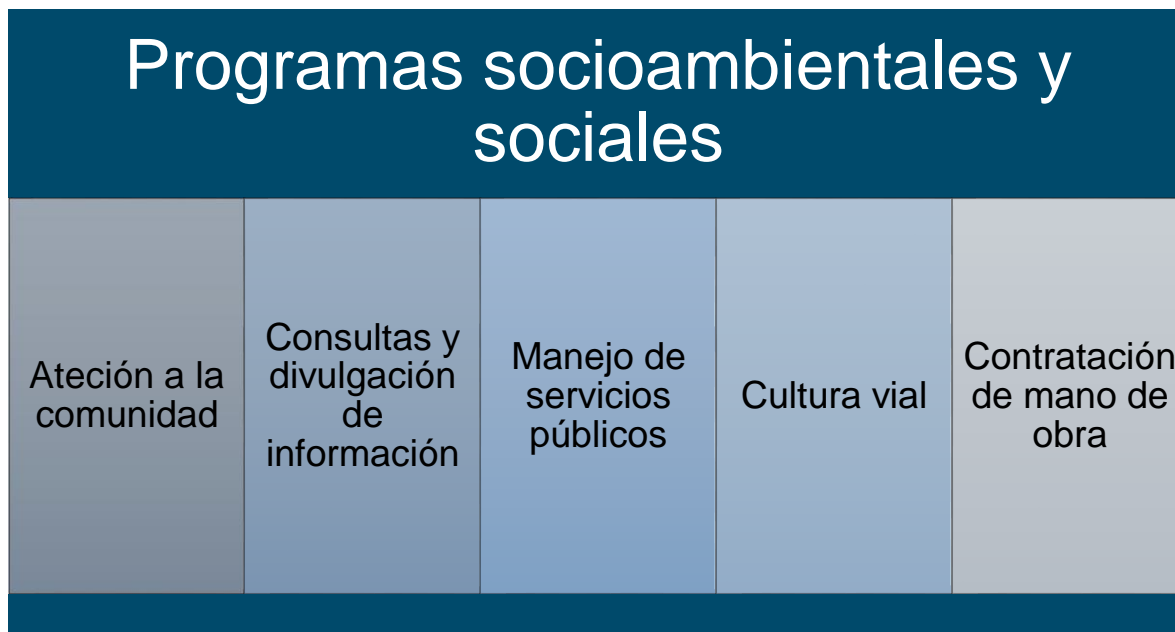 Programas socioambientales y
sociales
Ateción a la
comunidad
Consultas y
divulgación
de
información
Manejo de
servicios
públicos
Cultura vial
Contratación
de mano de
obra